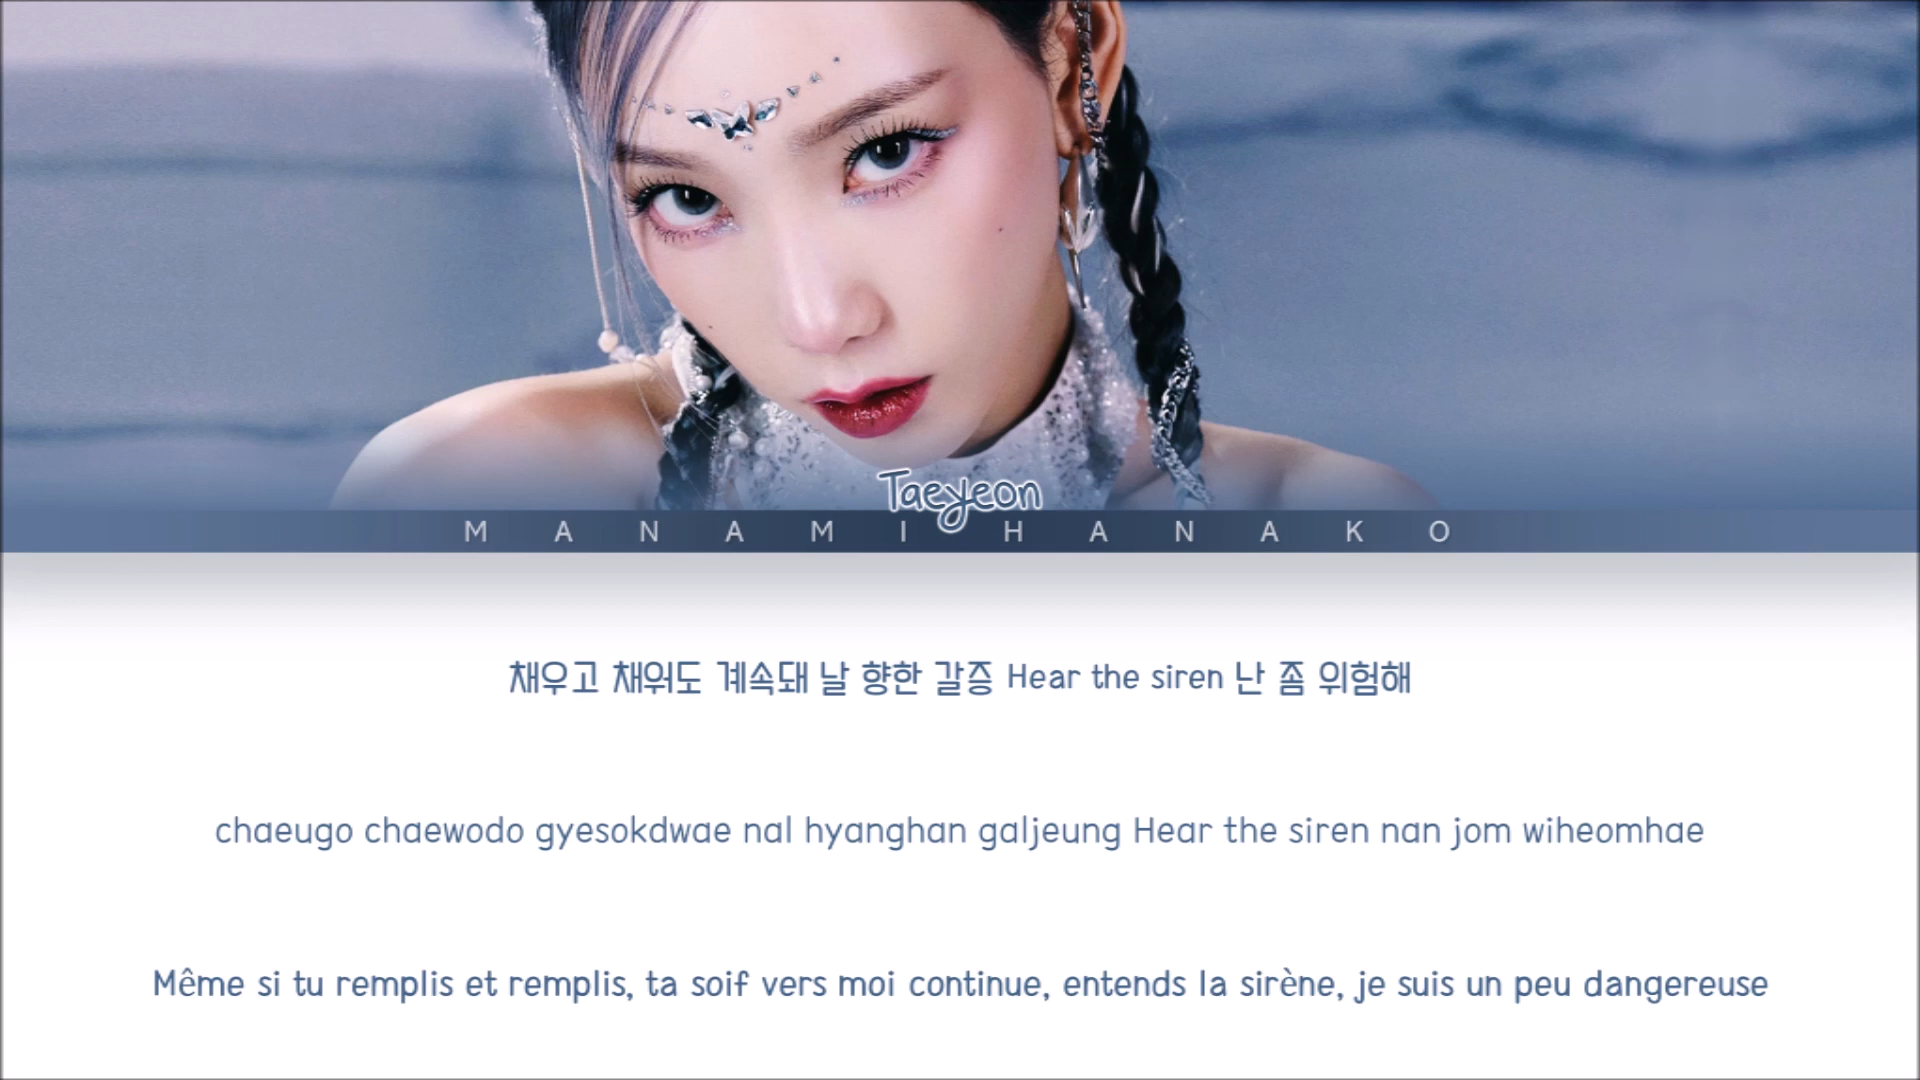 Taeyeon
MANAMI HANAKO
채우고 채워도 계속돼 날 향한 갈증 Hear the siren 난 좀 위험해
chaeugo chaewodo gyesokdwae nal hyanghan galjeung Hear the siren nan jom wiheomhae
Même si tu remplis et remplis, ta soif vers moi continue, entends la sirène, je suis un peu dangereuse